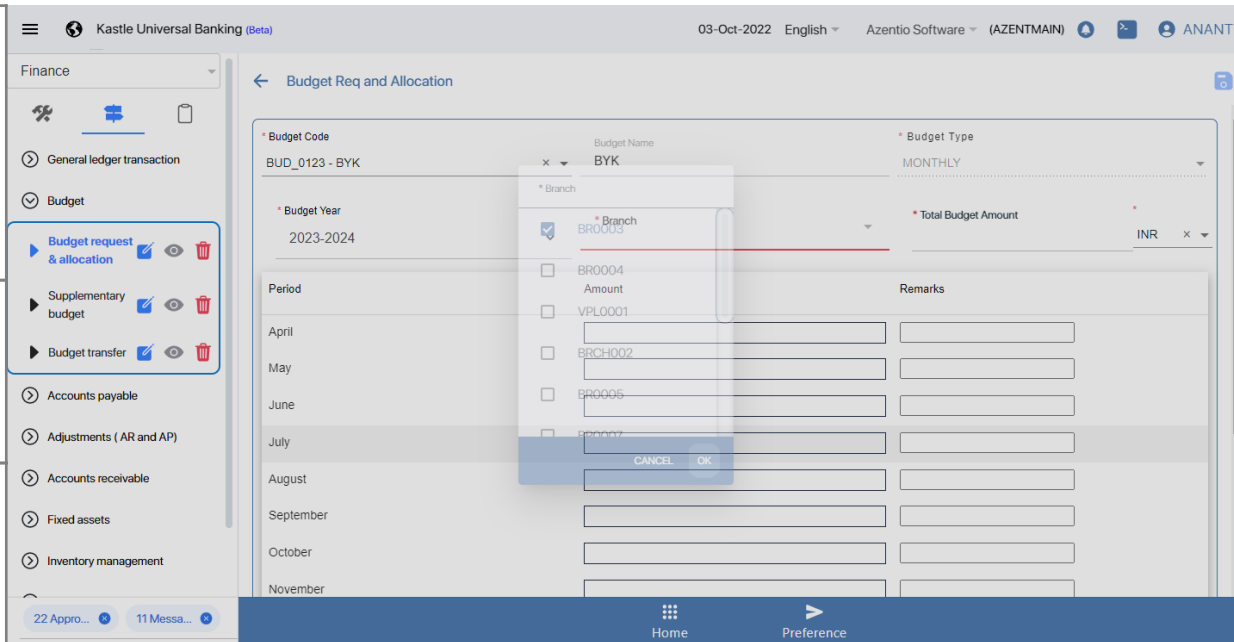 Kastle Universal Banking (Beta)
03-Oct-2022 English Azentio Software (AZENTMAIN) ANANT
Finance
Budget Req and Allocation
General ledger transaction
Budget
Budget request
& allocation
Supplementary
budget
Budget transfer
Accounts payable
Adjustments ( AR and AP)
Accounts receivable
Fixed assets
Inventory management
22 Appro...
11 Messa...
* Budget Code
BUD_0123 - BYK
Budget Name
BYK
* Budget Type
MONTHLY
* Budget Year
2023-2024
* Branch
* Total Budget Amount
*
INR
* Branch
BR0003
BR0004
VPL0001
BRCH002
BR0005
BR0007
CANCEL OK
Period Amount Remarks
April
May
June
July
August
September
October
November
Home
Preference